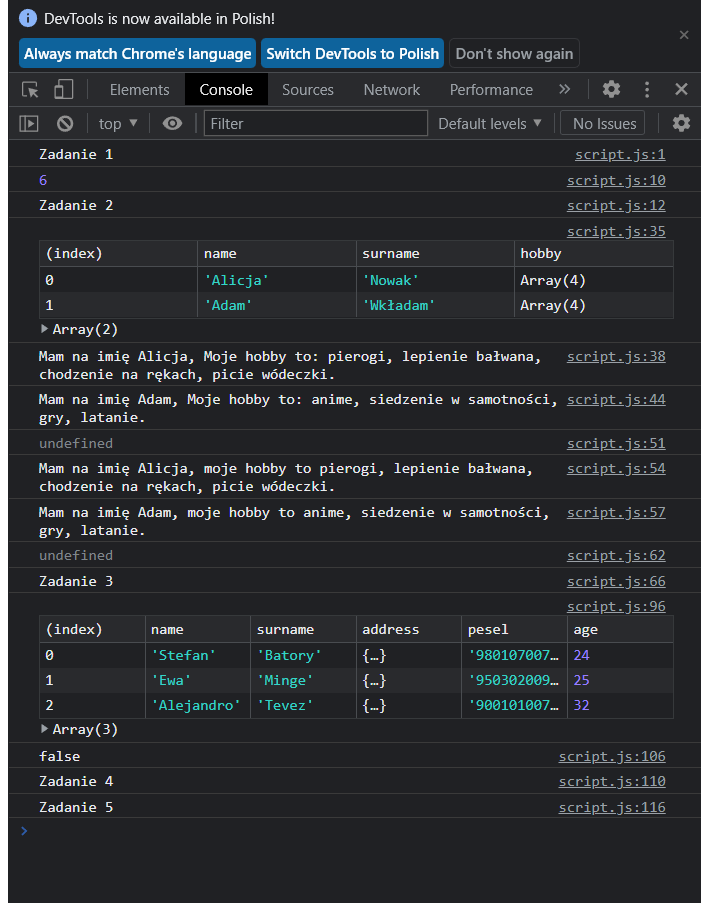 DevTools is now available in Polish!
Always match Chrome's language Switch DevTools to Polish Don't show again
Elements Console Sources Network Performance
top Filter Default levels No Issues
Zadanie 1 script.js:1
6 script.js:10
Zadanie 2 script.js:12
script.js:35
(index) name surname hobby
0 'Alicja' 'Nowak' Array(4)
1 'Adam' 'Wkładam' Array(4)
Array(2)
Mam na imię Alicja, Moje hobby to: pierogi, lepienie bałwana, script.js:38
chodzenie na rękach, picie wódeczki.
Mam na imię Adam, Moje hobby to: anime, siedzenie w samotności, script.js:44
gry, latanie.
undefined script.js:51
Mam na imię Alicja, moje hobby to pierogi, lepienie bałwana, script.js:54
chodzenie na rękach, picie wódeczki.
Mam na imię Adam, moje hobby to anime, siedzenie w samotności, script.js:57
gry, latanie.
undefined script.js:62
Zadanie 3 script.js:66
script.js:96
(index) name surname address pesel age
0 'Stefan' 'Batory' {…} '980107007… 24
1 'Ewa' 'Minge' {…} '950302009… 25
2 'Alejandro' 'Tevez' {…} '900101007… 32
Array(3)
false script.js:106
Zadanie 4 script.js:110
Zadanie 5 script.js:116